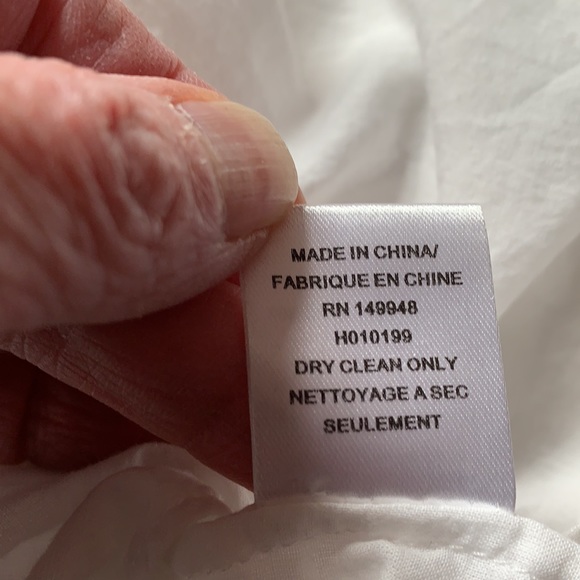 MADE IN CHINA/
FABRIQUE EN CHINE
RN 149948
H010199
DRY CLEAN ONLY
NETTOYAGE A SEC
SEULEMENT